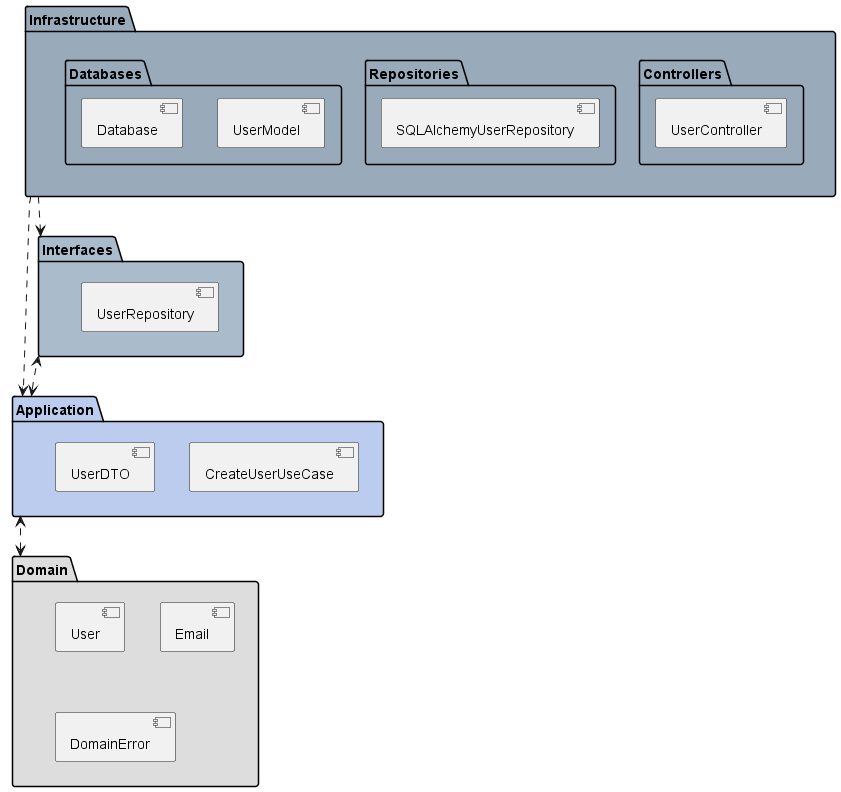 Infrastructure
Databases
Repositories
Controllers
Database
UserModel
SQLAlchemyUserRepository
UserController
Interfaces
UserRepository
Application
UserDTO
CreateUserUseCase
Domain
User
Email
DomainError